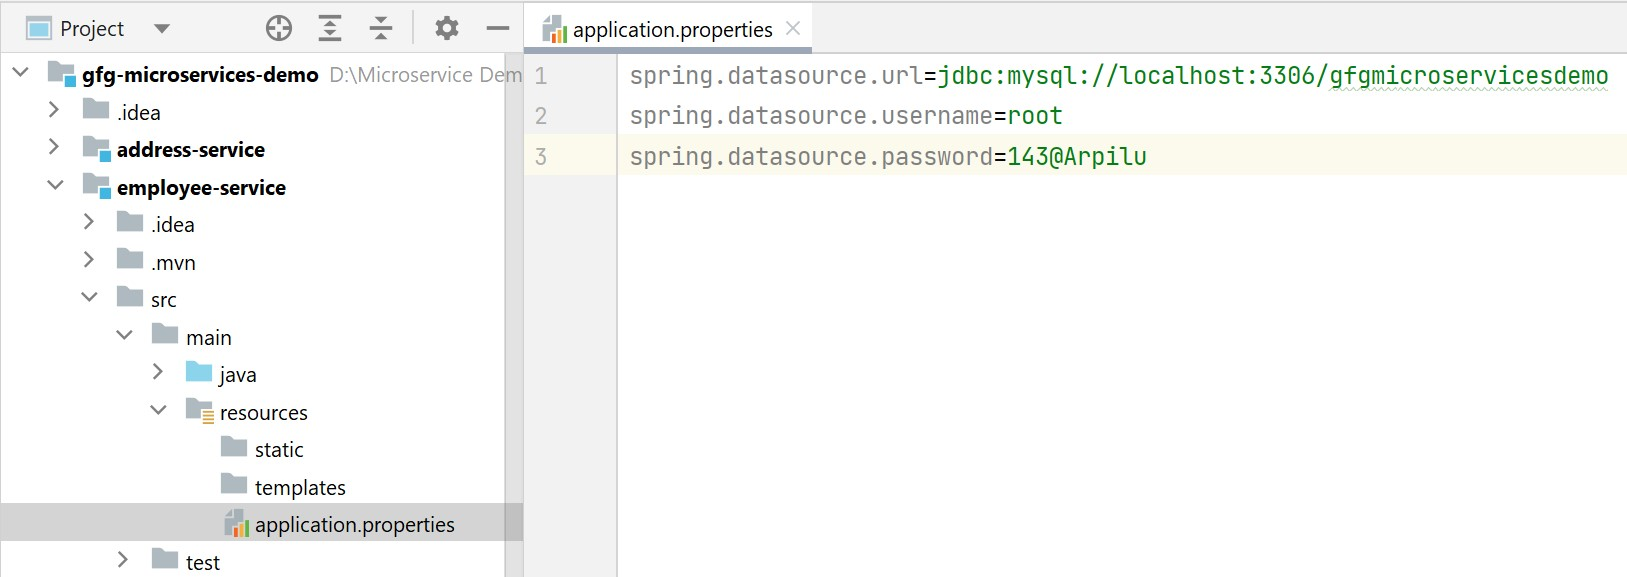 Project
gfg-microservices-demo D:\Microservice Dem
.idea
address-service
employee-service
.idea
.mvn
src
main
java
resources
static
templates
application.properties
test
application.properties
1 spring.datasource.url=jdbc:mysql://localhost:3306/gfgmicroservicesdemo
2 spring.datasource.username=root
3 spring.datasource.password=143@Arpilu